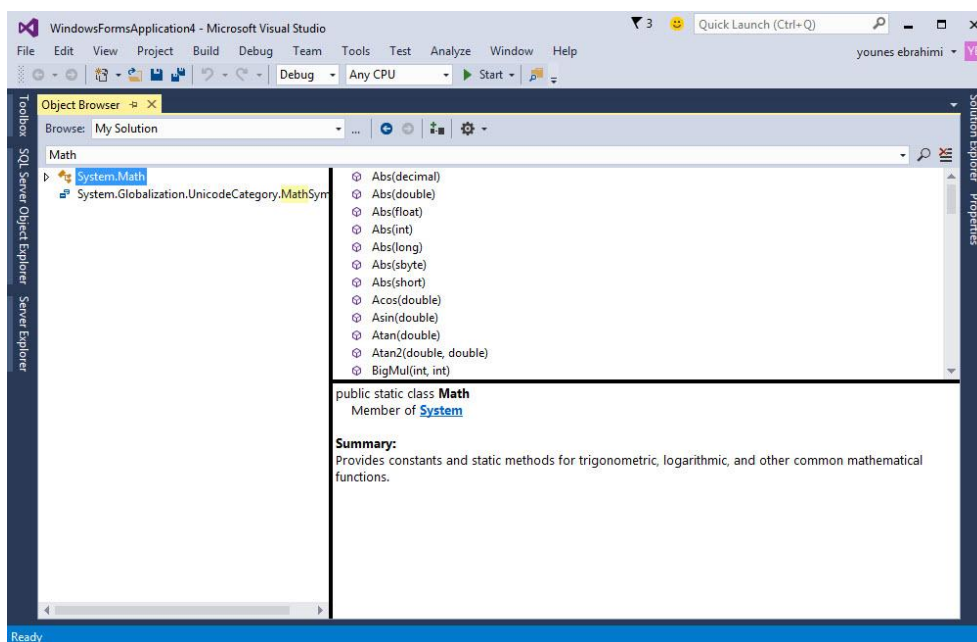 WindowsFormsApplication4 - Microsoft Visual Studio
3
Quick Launch (Ctrl+Q)
File Edit View Project Build Debug Team Tools Test Analyze Window Help
younes ebrahimi
YE
Debug
Any CPU
Start
Toolbox
SQL Server Object Explorer
Server Explorer
Object Browser
Browse: My Solution
...
Math
System.Math
System.Globalization.UnicodeCategory.MathSym
Abs(decimal)
Abs(double)
Abs(float)
Abs(int)
Abs(long)
Abs(sbyte)
Abs(short)
Acos(double)
Asin(double)
Atan(double)
Atan2(double, double)
BigMul(int, int)
public static class Math
Member of System
Summary:
Provides constants and static methods for trigonometric, logarithmic, and other common mathematical
functions.
Solution Explorer
Properties
Ready